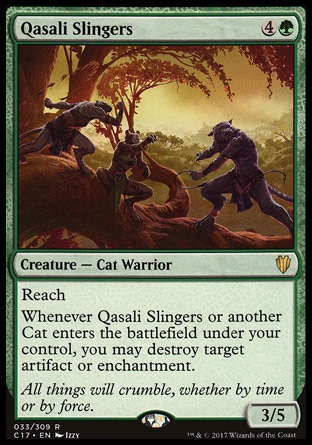 Qasali Slingers 4
Creature — Cat Warrior
Reach
Whenever Qasali Slingers or another
Cat enters the battlefield under your
control, you may destroy target
artifact or enchantment.
All things will crumble, whether by time
or by force.
3/5
033/309 R
C17 • EN Izzy
™ & © 2017 Wizards of the Coast